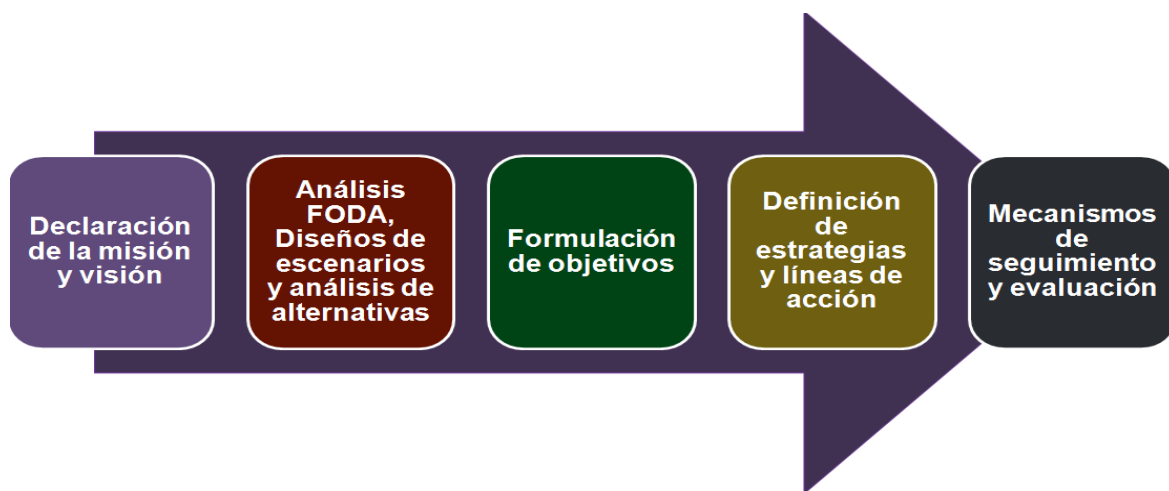 Declaración
de la misión
y visión
Análisis
FODA,
Diseños de
escenarios
y análisis de
alternativas
Formulación
de objetivos
Definición
de
estrategias
y líneas de
acción
Mecanismos
de
seguimiento
y evaluación